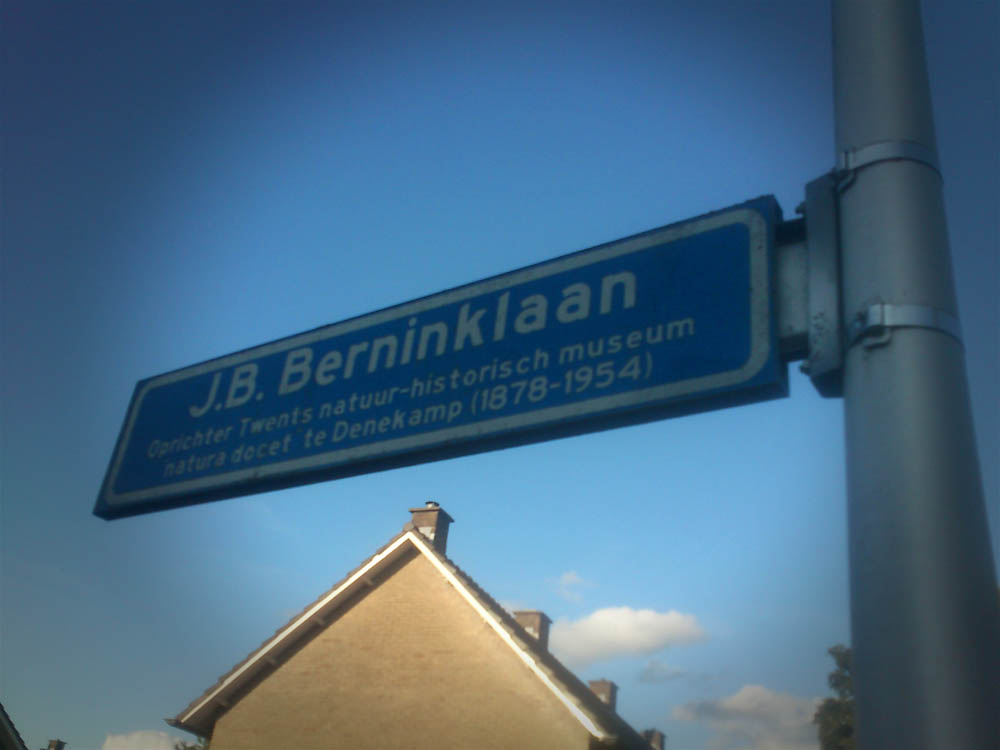 J.B. Berninklaan
Oprichter Twents natuur-historisch museum
natura docet' te Denekamp (1878-1954)